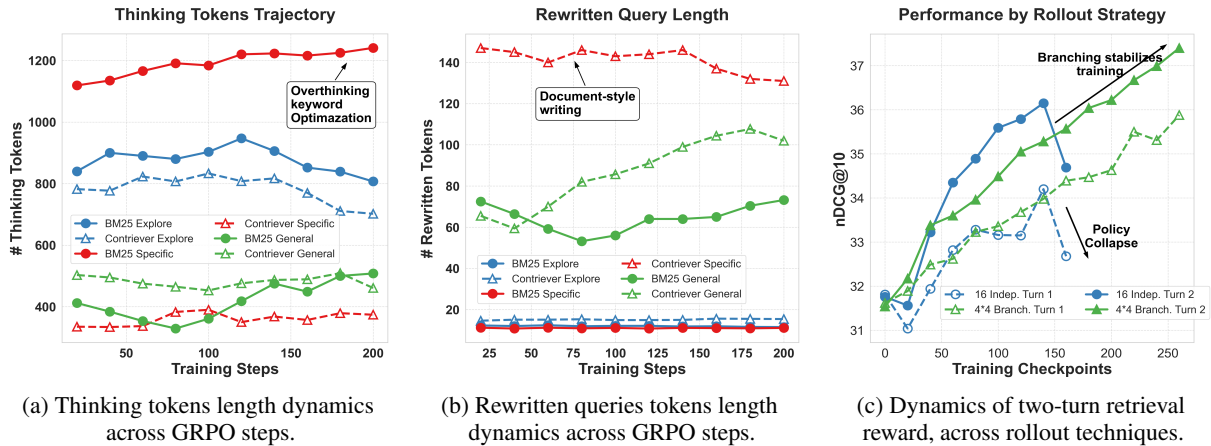 Thinking Tokens Trajectory
# Thinking Tokens
1200
1000
800
600
400
Overthinking
keyword
Optimazation
BM25 Explore
Contriever Explore
BM25 Specific
Contriever Specific
BM25 General
Contriever General
50
100
150
200
Training Steps
(a) Thinking tokens length dynamics
across GRPO steps.
Rewritten Query Length
# Rewritten Tokens
140
120
100
80
60
40
20
Document-style
writing
BM25 Explore
Contriever Explore
BM25 Specific
Contriever Specific
BM25 General
Contriever General
25
50
75
100
125
150
175
200
Training Steps
(b) Rewritten queries tokens length
dynamics across GRPO steps.
Performance by Rollout Strategy
nDCG@10
37
36
35
34
33
32
31
Branching stabilizes
training
Policy
Collapse
16 Indep. Turn 1
4*4 Branch. Turn 1
16 Indep. Turn 2
4*4 Branch. Turn 2
0
50
100
150
200
250
Training Checkpoints
(c) Dynamics of two-turn retrieval
reward, across rollout techniques.